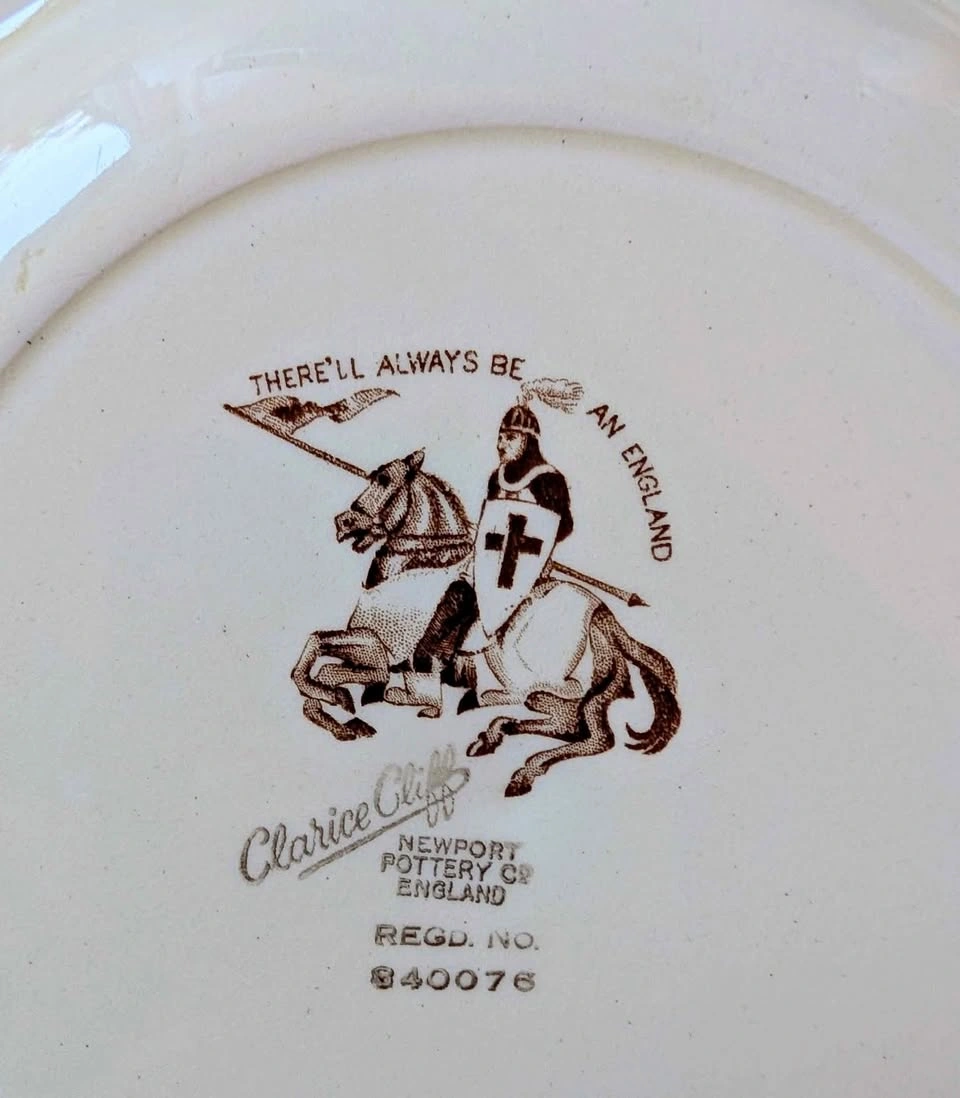 THERE'LL ALWAYS BE AN ENGLAND
Clarice Cliff
NEWPORT
POTTERY Co
ENGLAND
REGD. NO.
840076